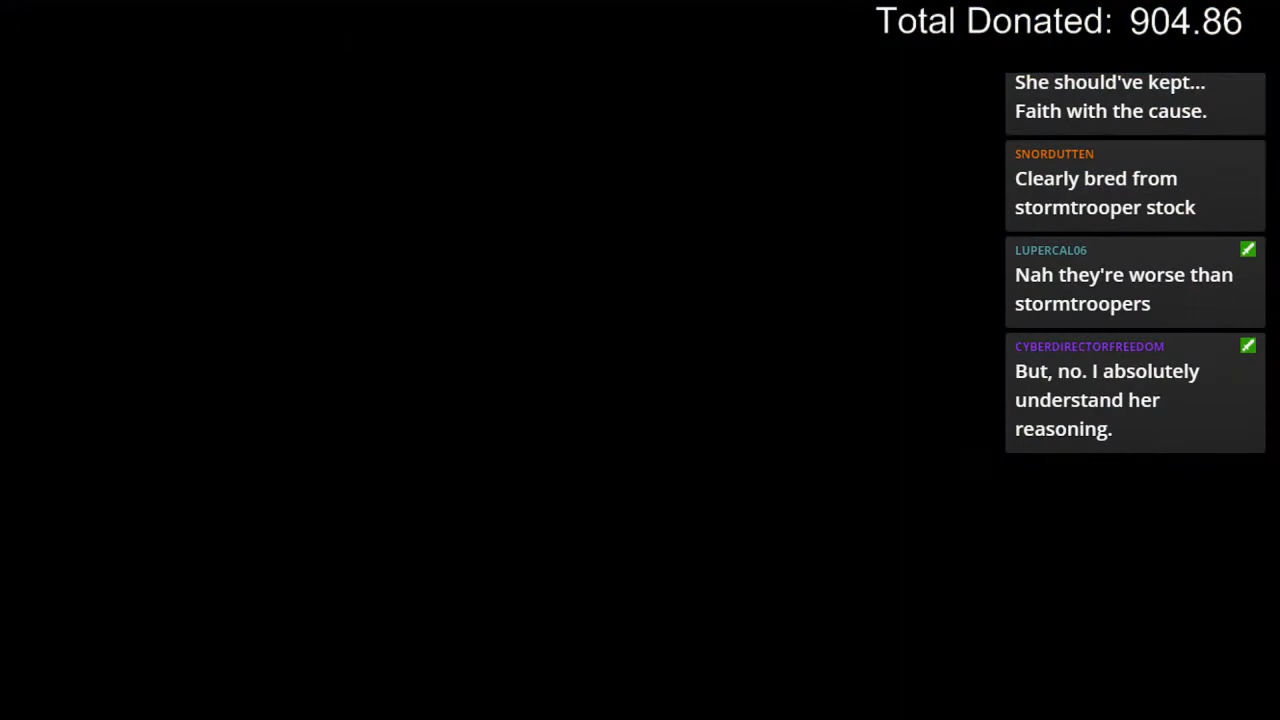 Total Donated: 904.86
She should've kept...
Faith with the cause.
SNORDUTTEN
Clearly bred from
stormtrooper stock
LUPERCAL06
Nah they're worse than
stormtroopers
CYBERDIRECTORFREEDOM
But, no. I absolutely
understand her
reasoning.